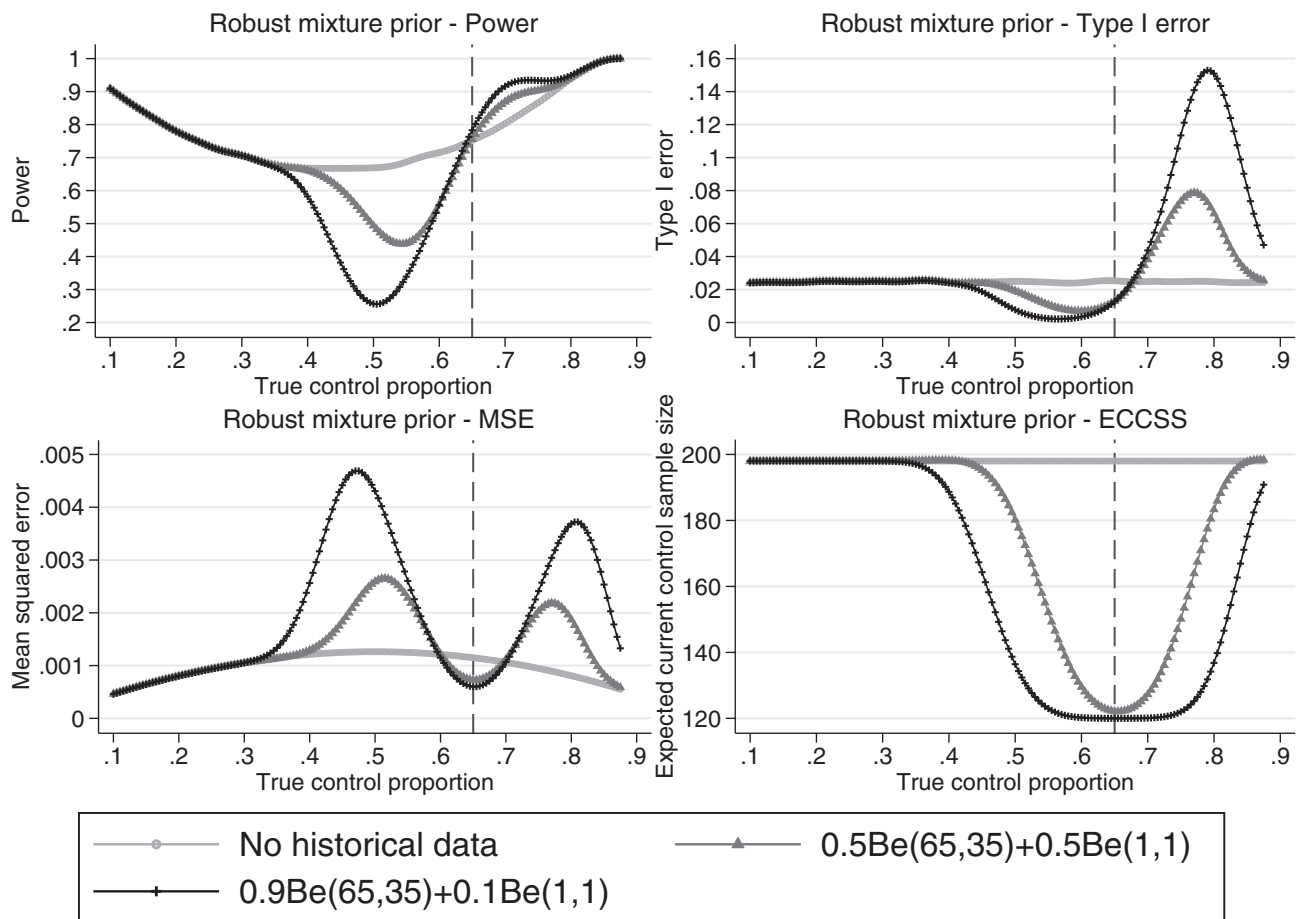 Robust mixture prior - Power
Power
1
.9
.8
.7
.6
.5
.4
.3
.2
.1 .2 .3 .4 .5 .6 .7 .8 .9
True control proportion
Robust mixture prior - Type I error
Type I error
.16
.14
.12
.1
.08
.06
.04
.02
0
.1 .2 .3 .4 .5 .6 .7 .8 .9
True control proportion
Robust mixture prior - MSE
Mean squared error
.005
.004
.003
.002
.001
0
.1 .2 .3 .4 .5 .6 .7 .8 .9
True control proportion
Robust mixture prior - ECCSS
Expected current control sample size
200
180
160
140
120
.1 .2 .3 .4 .5 .6 .7 .8 .9
True control proportion
No historical data
0.5Be(65,35)+0.5Be(1,1)
0.9Be(65,35)+0.1Be(1,1)